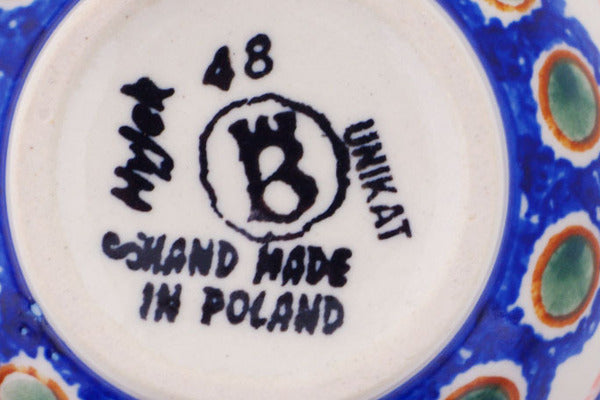 48
B
UNIKAT
HAND MADE
IN POLAND